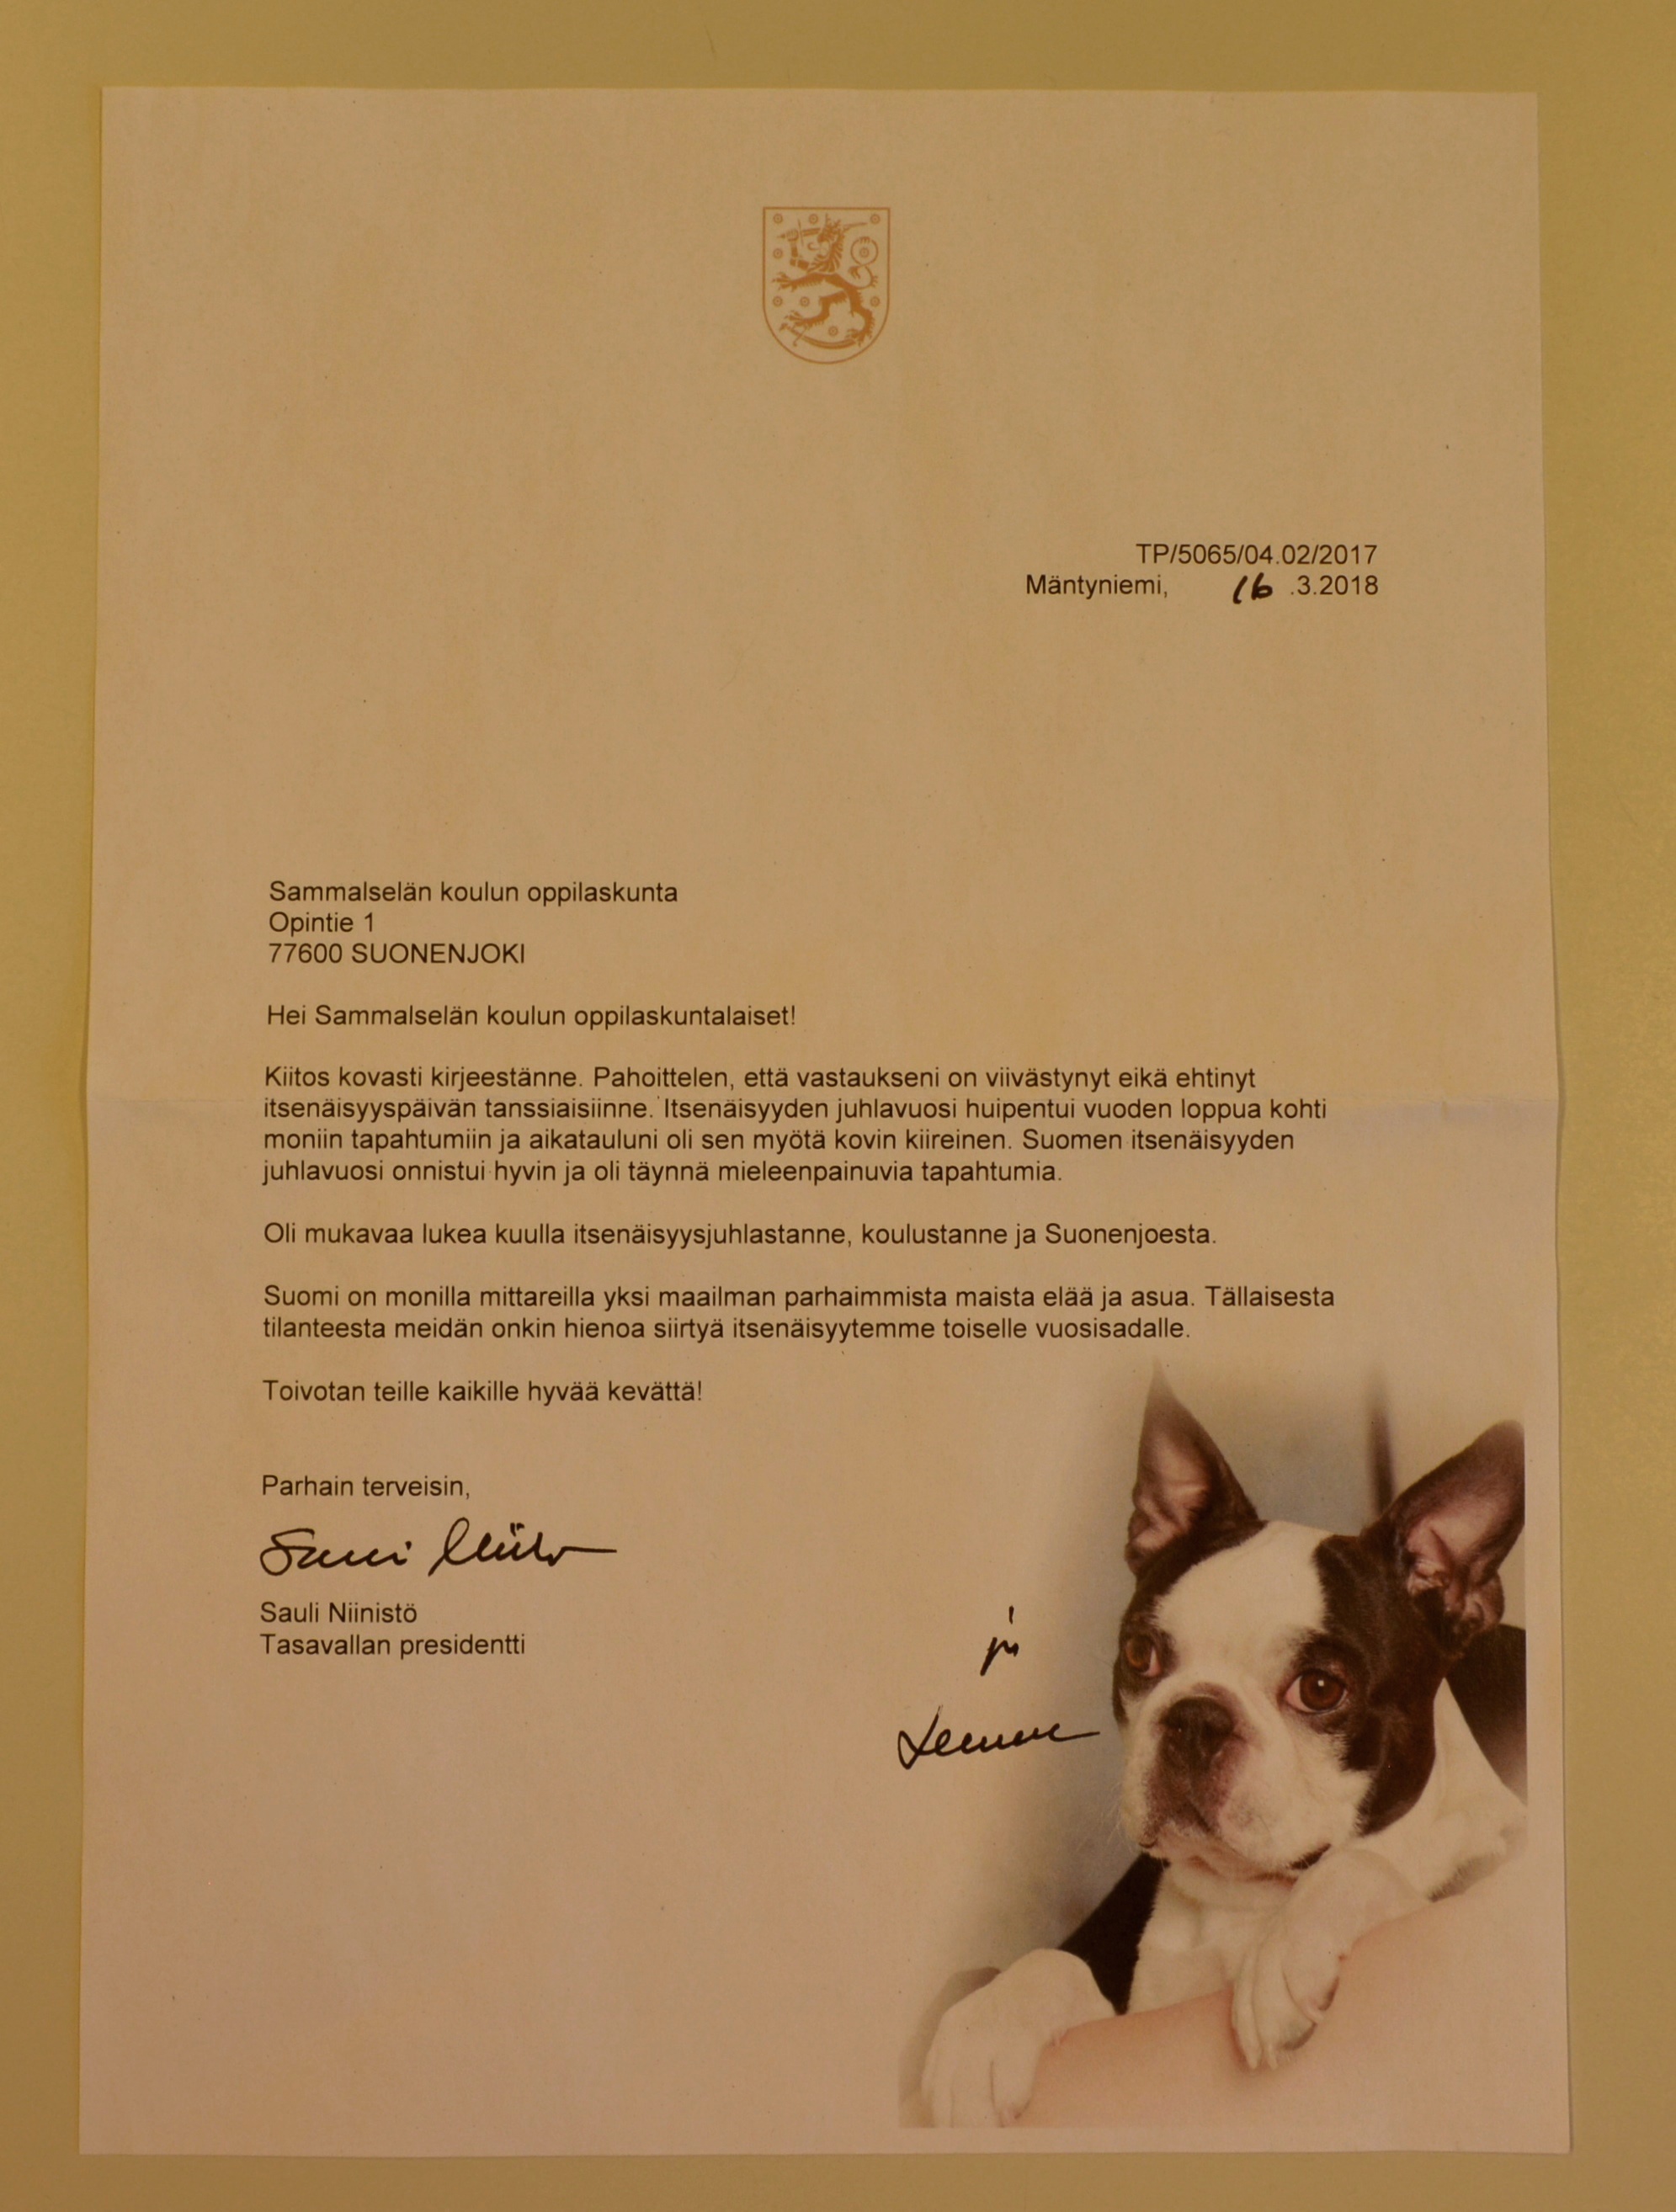 TP/5065/04.02/2017
Mäntyniemi, 16 .3.2018
Sammalselän koulun oppilaskunta
Opintie 1
77600 SUONENJOKI
Hei Sammalselän koulun oppilaskuntalaiset!
Kiitos kovasti kirjeestänne. Pahoittelen, että vastaukseni on viivästynyt eikä ehtinyt
itsenäisyyspäivän tanssiaisiinne. Itsenäisyyden juhlavuosi huipentui vuoden loppua kohti
moniin tapahtumiin ja aikatauluni oli sen myötä kovin kiireinen. Suomen itsenäisyyden
juhlavuosi onnistui hyvin ja oli täynnä mieleenpainuvia tapahtumia.
Oli mukavaa lukea kuulla itsenäisyysjuhlastanne, koulustanne ja Suonenjoesta.
Suomi on monilla mittareilla yksi maailman parhaimmista maista elää ja asua. Tällaisesta
tilanteesta meidän onkin hienoa siirtyä itsenäisyytemme toiselle vuosisadalle.
Toivotan teille kaikille hyvää kevättä!
Parhain terveisin,
Sauli Niinistö
Sauli Niinistö
Tasavallan presidentti
ja
Lennu